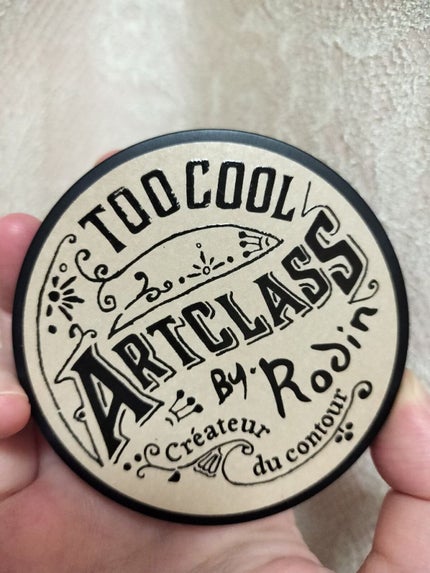 TOO COOL
ARTCLASS
By. Rodin
Créateur
du contour